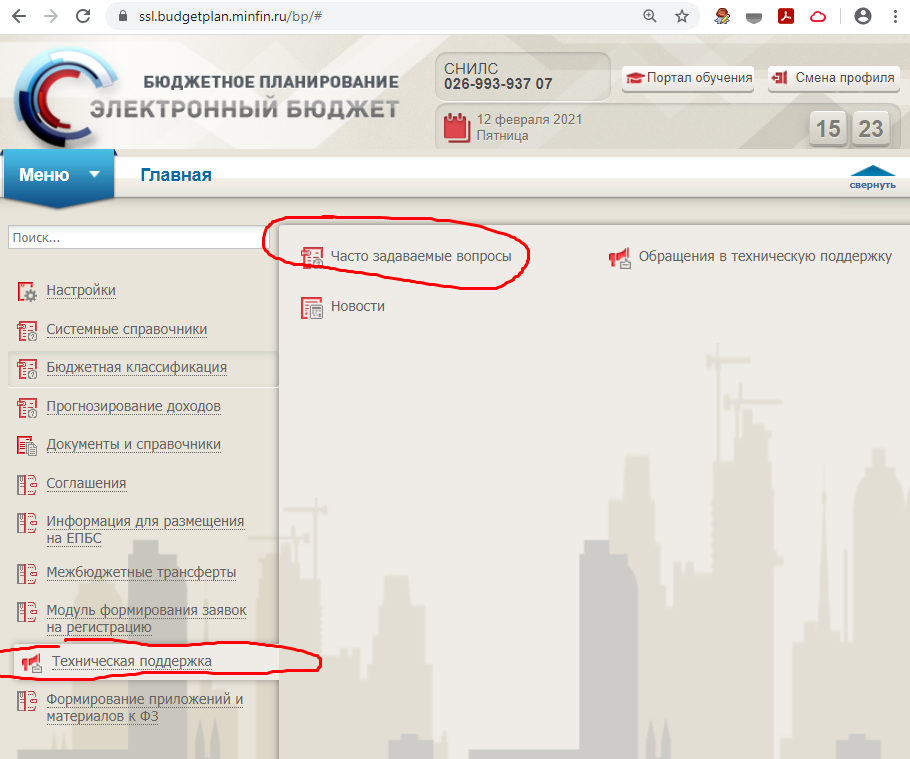 ssl.budgetplan.minfin.ru/bp/#
БЮДЖЕТНОЕ ПЛАНИРОВАНИЕ
ЭЛЕКТРОННЫЙ БЮДЖЕТ
СНИЛС
026-993-937 07
Портал обучения
Смена профиля
12 февраля 2021
Пятница
15 23
Меню
Главная
свернуть
Поиск...
Настройки
Системные справочники
Бюджетная классификация
Прогнозирование доходов
Документы и справочники
Соглашения
Информация для размещения
на ЕПБС
Межбюджетные трансферты
Модуль формирования заявок
на регистрацию
Техническая поддержка
Формирование приложений и
материалов к ФЗ
Часто задаваемые вопросы
Обращения в техническую поддержку
Новости